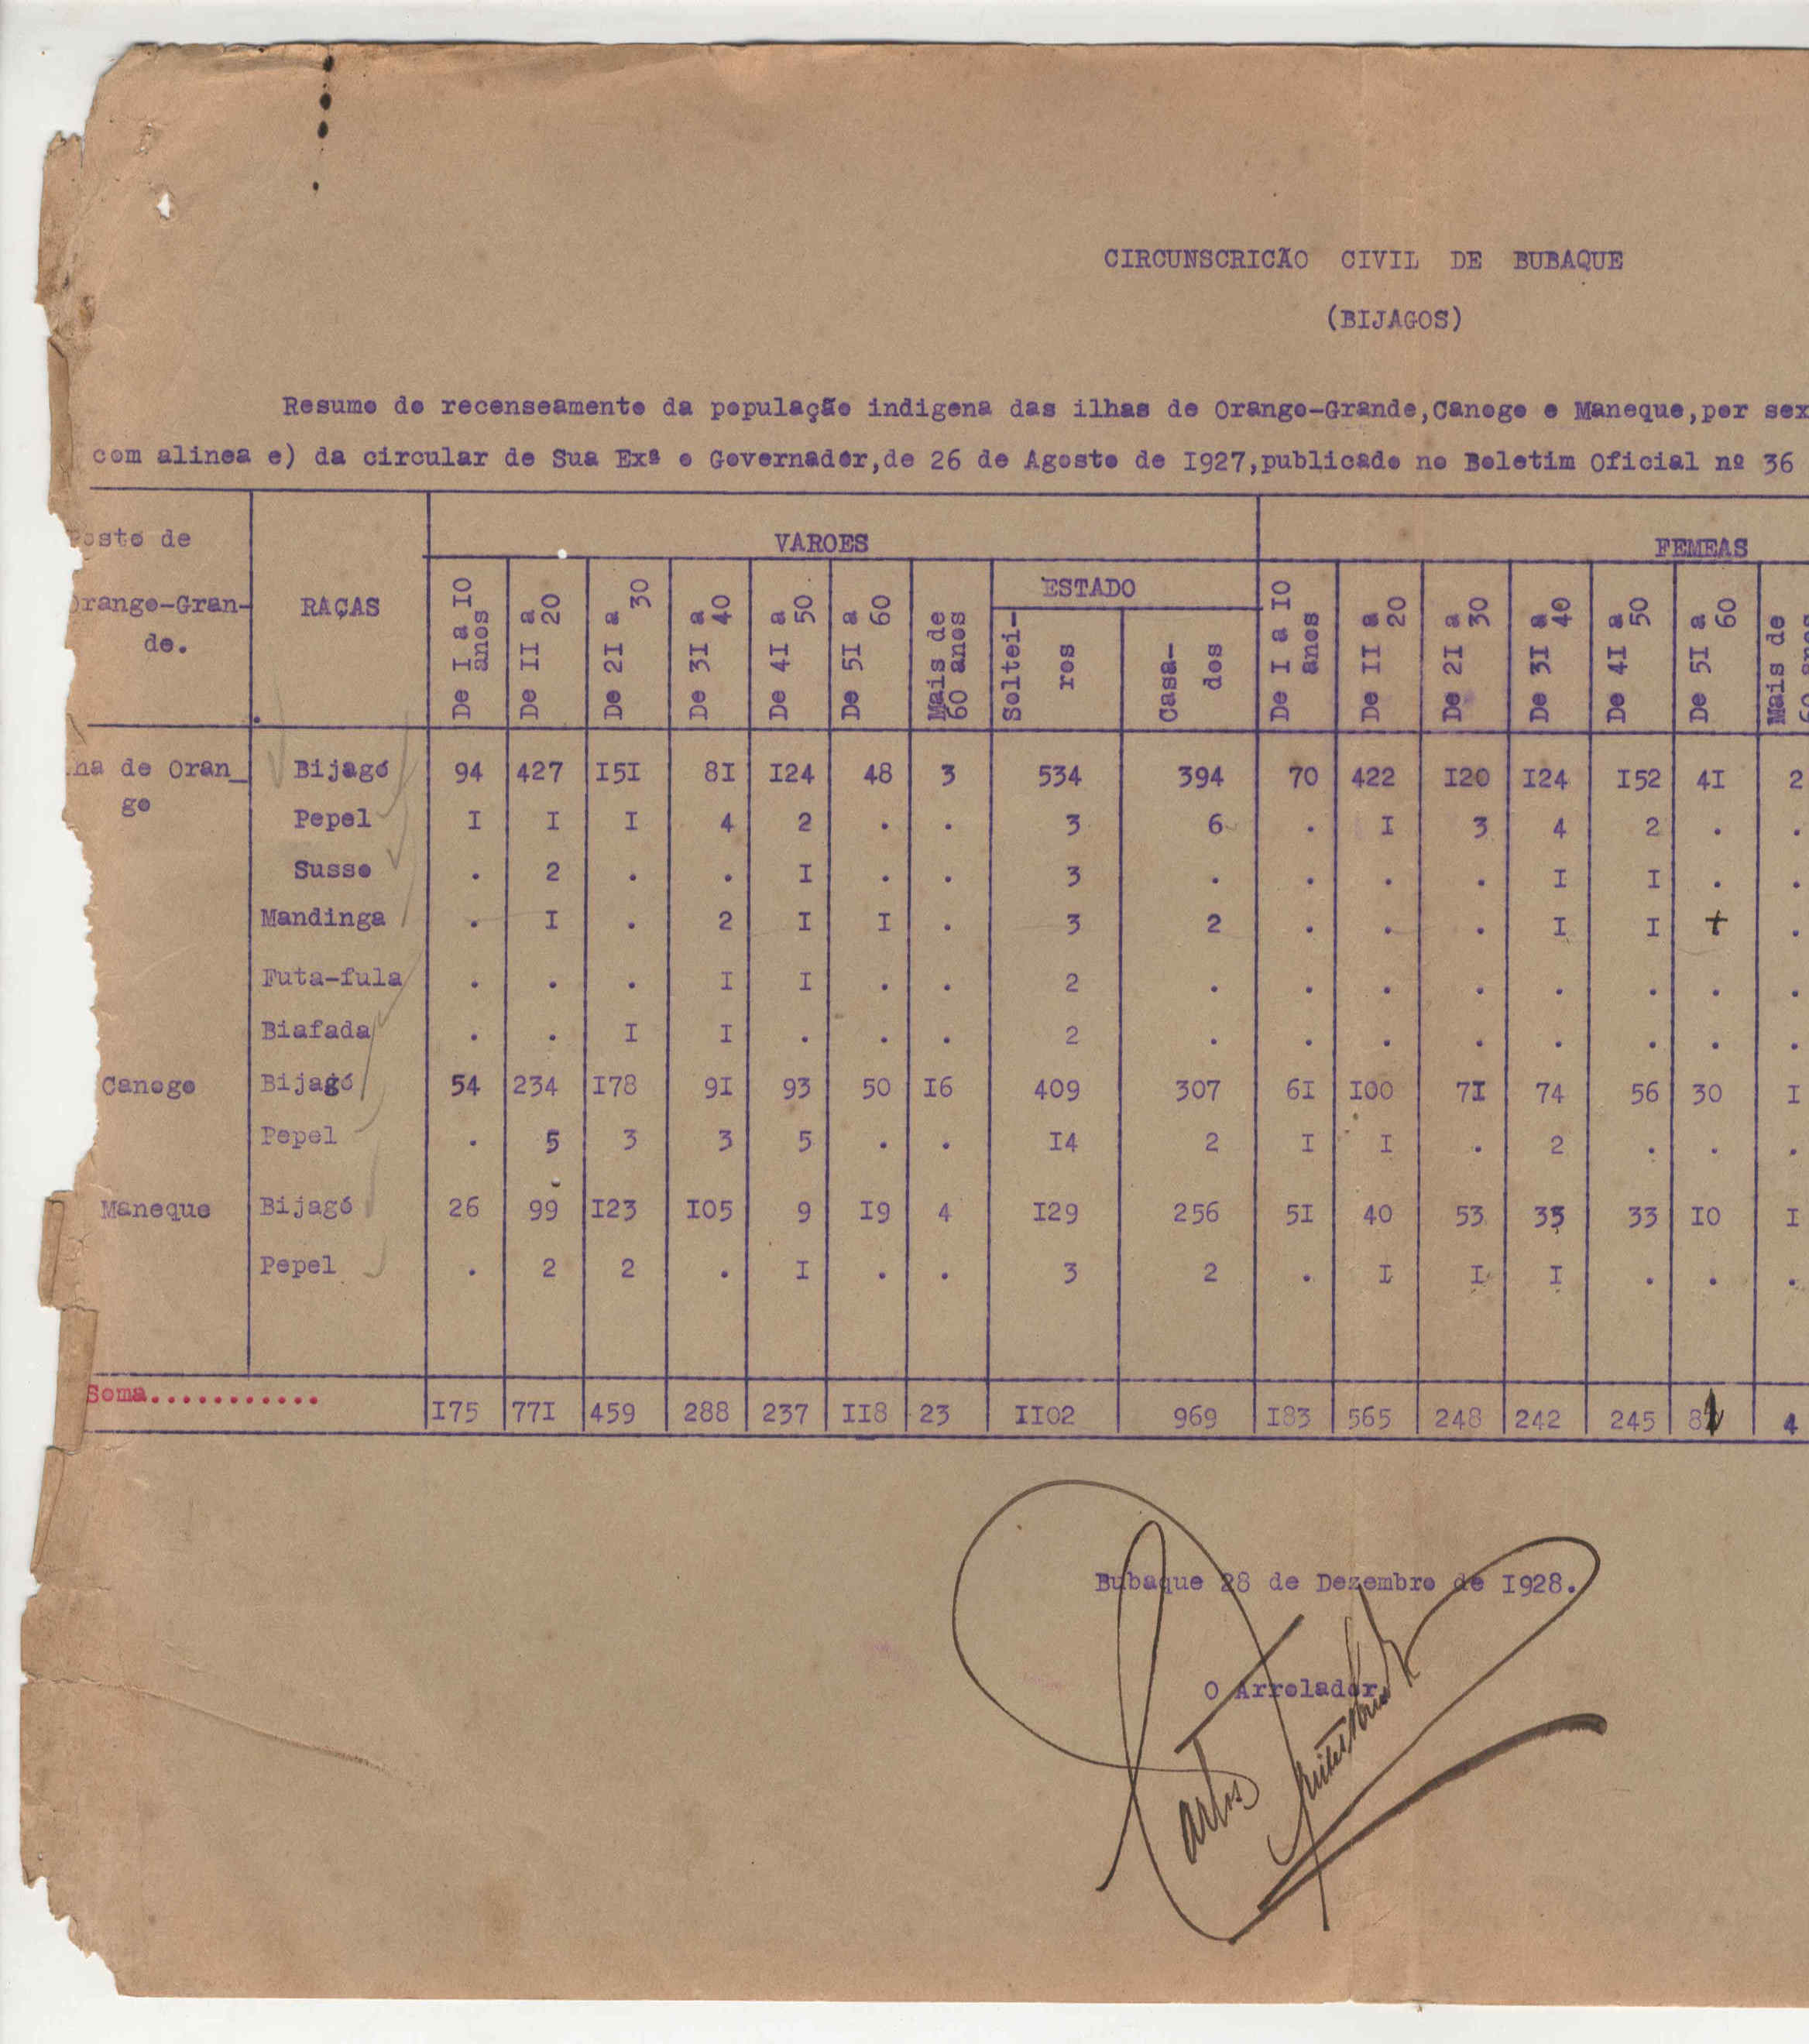 CIRCUNSCRICÃO CIVIL DE BUBAQUE
(BIJAGOS)
Resumo do recenseamento da população indigena das ilhas de Orango-Grande,Canogo e Maneque,por sex
com alinea e) da circular de Sua Exª o Governador,de 26 de Agosto de I927,publicado no Boletim Oficial nº 36
Posto de
Orango-Gran-
de.
RAÇAS
VAROES
FEMEAS
ESTADO
De I a IO anos
De II a 20
De 2I a 30
De 3I a 40
De 4I a 50
De 5I a 60
Mais de 60 anos
Soltei-
ros
Casa-
dos
De I a IO anos
De II a 20
De 2I a 30
De 3I a 40
De 4I a 50
De 5I a 60
Mais de 60 anos
ha de Oran_ Bijagó 94 427 I5I 8I I24 48 3 534 394 70 422 I20 I24 I52 4I 2
go
Pepel I I I 4 2 . . 3 6 . I 3 4 2 . .
Susso . 2 . . I . . 3 . . . . I I . .
Mandinga . I . 2 I I . 3 2 . . . I I + .
Futa-fula . . . I I . . 2 . . . . . . . .
Biafada . . I I . . . 2 . . . . . . . .
Canogo Bijagó 54 234 I78 9I 93 50 I6 409 307 6I I00 7I 74 56 30 I
Pepel . 5 3 3 5 . . I4 2 I I . 2 . . .
Maneque Bijagó 26 99 I23 I05 9 I9 4 I29 256 5I 40 53 35 33 I0 I
Pepel . 2 2 . I . . 3 2 . I I I . . .
Soma........... I75 77I 459 288 237 II8 23 II02 969 I83 565 248 242 245 81 4
Bubaque 28 de Dezembro de I928.
O Arrolador
Carlos